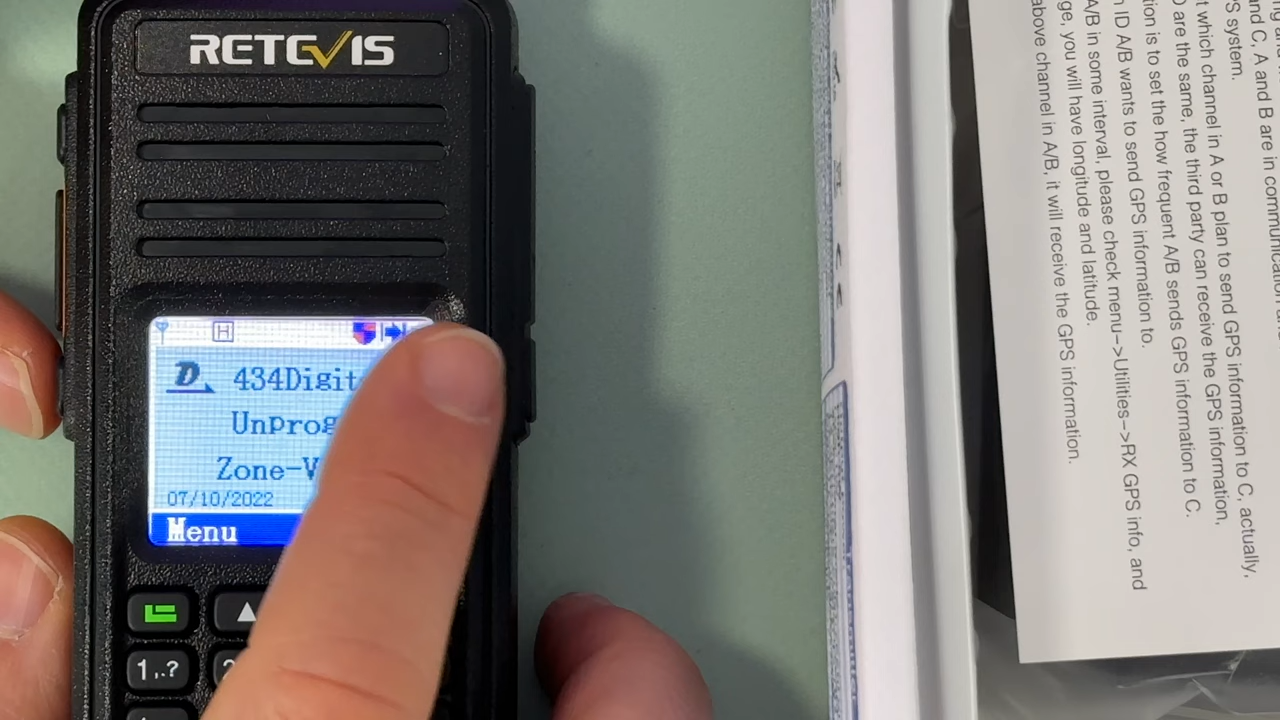 RETEVIS
H
D 434Digit
Unprog
Zone-V
07/10/2022
Menu
1,.?
and C, A and B are in communication
PS system.
t which channel in A or B plan to send GPS information to C, actually,
are the same, the third party can receive the GPS information,
tion is to set the how frequent A/B sends GPS information to C.
ID A/B wants to send GPS information to.
A/B in some interval, please check menu->Utilities->RX GPS info, and
ge, you will have longitude and latitude.
above channel in A/B, it will receive the GPS information.